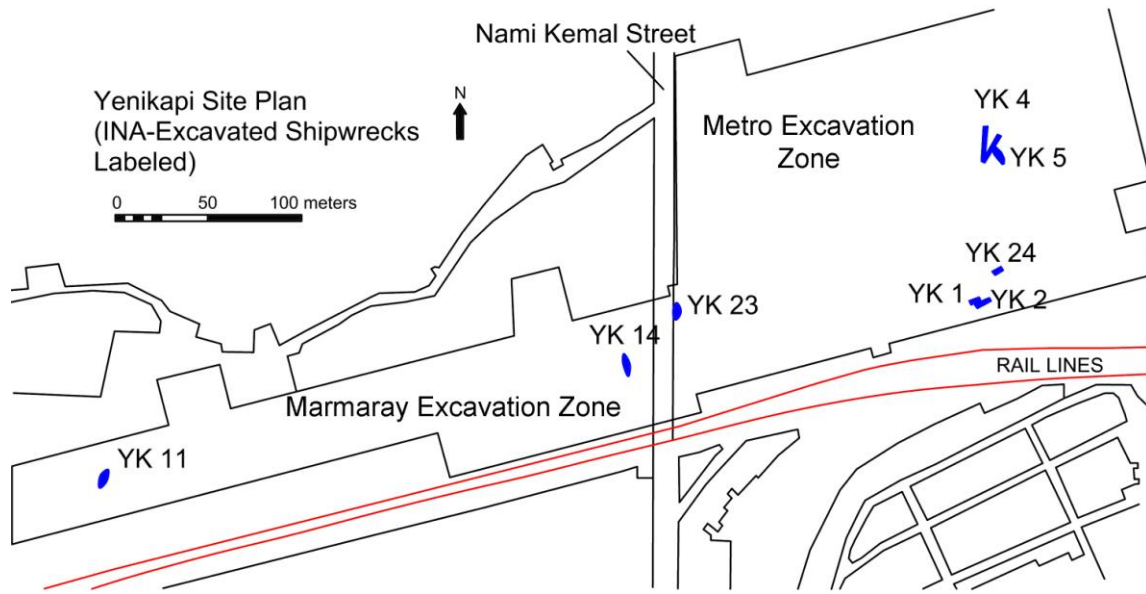 Nami Kemal Street
Yenikapi Site Plan
(INA-Excavated Shipwrecks
Labeled)
N
0 50 100 meters
Metro Excavation
Zone
YK 4
YK 5
YK 24
YK 1
YK 2
YK 23
YK 14
RAIL LINES
Marmaray Excavation Zone
YK 11